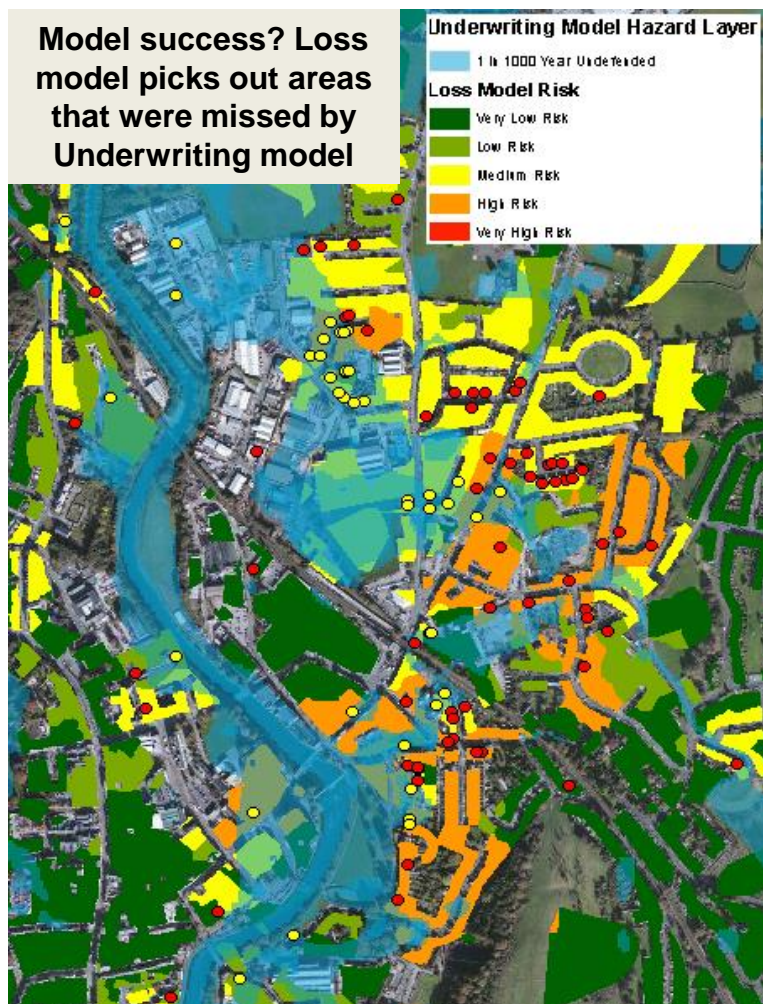 Model success? Loss
model picks out areas
that were missed by
Underwriting model
Underwriting Model Hazard Layer
1 in 1000 Year Undefended
Loss Model Risk
Very Low Risk
Low Risk
Medium Risk
High Risk
Very High Risk